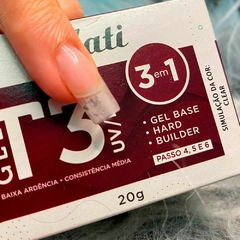 3 em 1
GEL
T3
UV/
• GEL BASE
• HARD
• BUILDER
PASSO 4, 5 E 6
SIMULAÇÃO DA COR:
CLEAR
BAIXA ARDÊNCIA • CONSISTÊNCIA MÉDIA
20g